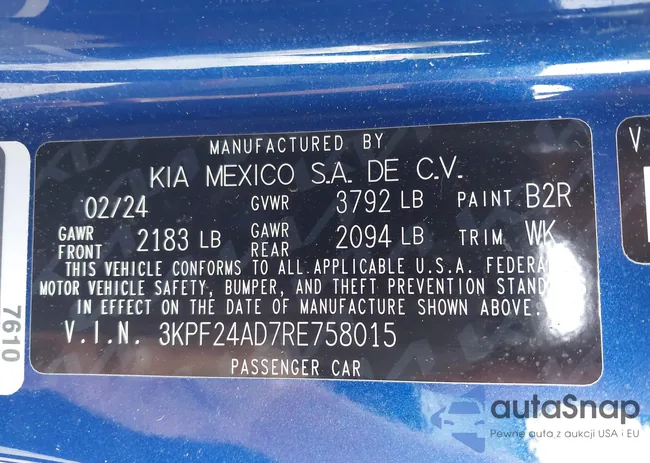 MANUFACTURED BY
KIA MEXICO S.A. DE C.V.
02/24 GVWR 3792 LB PAINT B2R
GAWR FRONT 2183 LB GAWR REAR 2094 LB TRIM WK
THIS VEHICLE CONFORMS TO ALL APPLICABLE U.S.A. FEDERA
MOTOR VEHICLE SAFETY, BUMPER, AND THEFT PREVENTION STAND
IN EFFECT ON THE DATE OF MANUFACTURE SHOWN ABOVE.
V.I.N. 3KPF24AD7RE758015
PASSENGER CAR
7610
V
autaSnap
Pewne auta z aukcji USA i EU